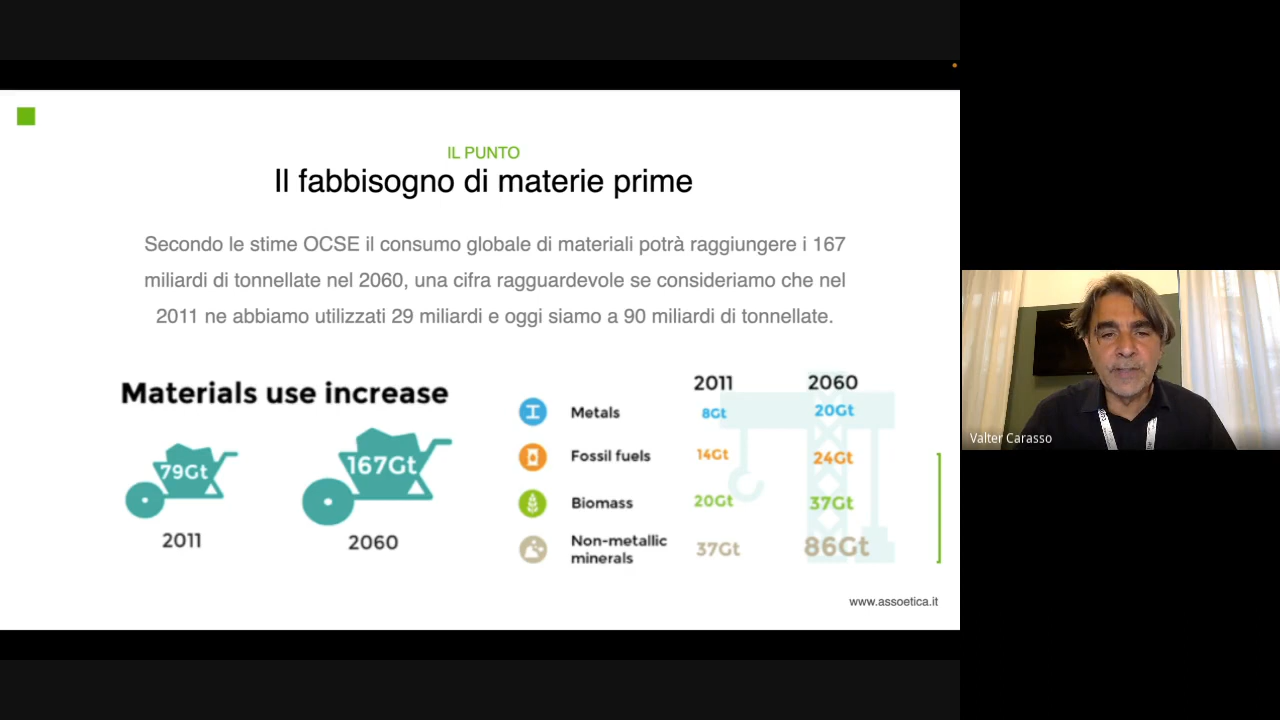 IL PUNTO
Il fabbisogno di materie prime
Secondo le stime OCSE il consumo globale di materiali potrà raggiungere i 167
miliardi di tonnellate nel 2060, una cifra ragguardevole se consideriamo che nel
2011 ne abbiamo utilizzati 29 miliardi e oggi siamo a 90 miliardi di tonnellate.
Materials use increase
79Gt
2011
167Gt
2060
2011 2060
Metals 8Gt 20Gt
Fossil fuels 14Gt 24Gt
Biomass 20Gt 37Gt
Non-metallic
minerals 37Gt 86Gt
www.assoetica.it
Valter Carasso